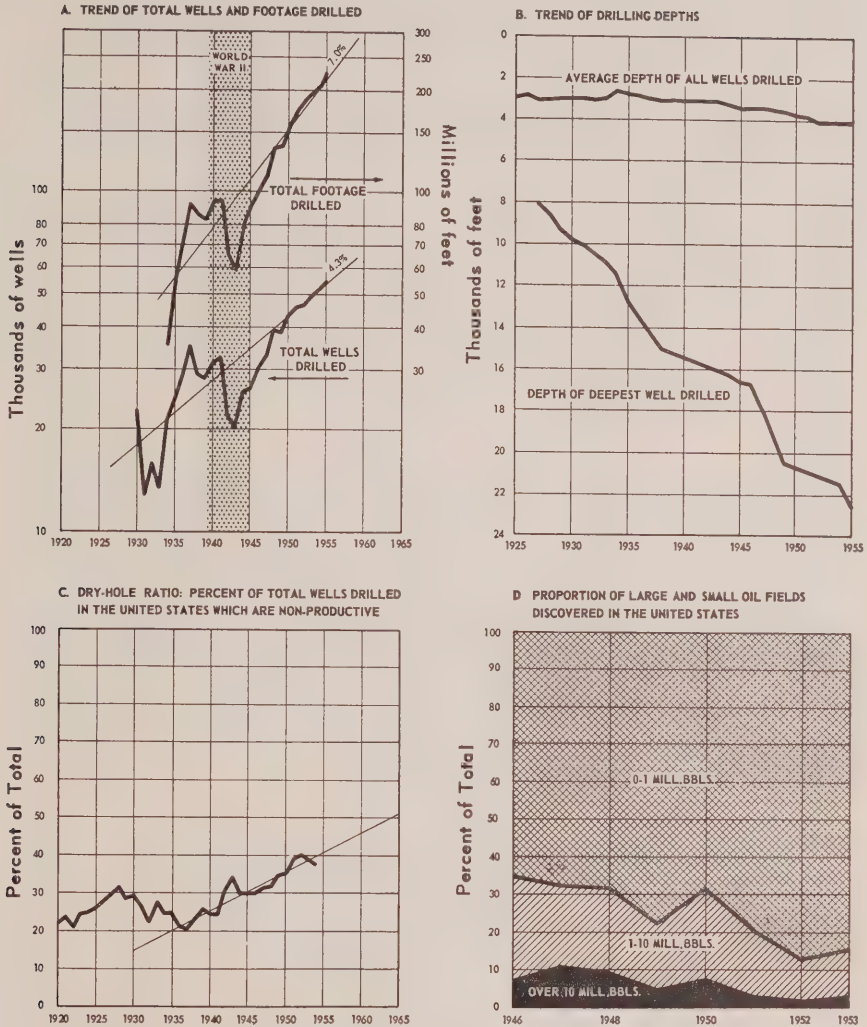 A. TREND OF TOTAL WELLS AND FOOTAGE DRILLED
WORLD
WAR II
7.0%
TOTAL FOOTAGE
DRILLED
4.3%
TOTAL WELLS
DRILLED
Thousands of wells
100
80
70
60
50
40
30
20
10
Millions of feet
300
250
200
150
100
80
70
60
50
40
30
1920 1925 1930 1935 1940 1945 1950 1955 1960 1965
B. TREND OF DRILLING DEPTHS
AVERAGE DEPTH OF ALL WELLS DRILLED
DEPTH OF DEEPEST WELL DRILLED
Thousands of feet
0
2
4
6
8
10
12
14
16
18
20
22
24
1925 1930 1935 1940 1945 1950 1955
C. DRY-HOLE RATIO: PERCENT OF TOTAL WELLS DRILLED
IN THE UNITED STATES WHICH ARE NON-PRODUCTIVE
Percent of Total
100
90
80
70
60
50
40
30
20
10
0
1920 1925 1930 1935 1940 1945 1950 1955 1960 1965
D PROPORTION OF LARGE AND SMALL OIL FIELDS
DISCOVERED IN THE UNITED STATES
0-1 MILL.BBLS.
1-10 MILL.BBLS.
OVER 10 MILL.BBLS.
Percent of Total
100
90
80
70
60
50
40
30
20
10
0
1946 1948 1950 1952 1953